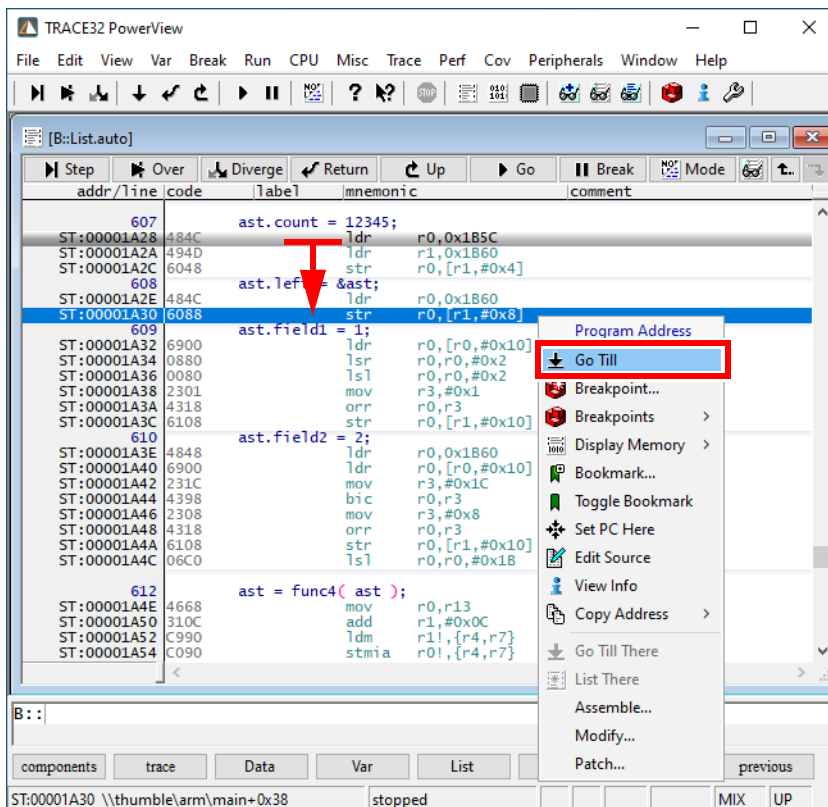 TRACE32 PowerView
File Edit View Var Break Run CPU Misc Trace Perf Cov Peripherals Window Help
[B::List.auto]
Step Over Diverge Return Up Go Break Mode t..
addr/line code label mnemonic comment
607 ast.count = 12345;
ST:00001A28 484C ldr r0,0x1B5C
ST:00001A2A 494D ldr r1,0x1B60
ST:00001A2C 6048 str r0,[r1,#0x4]
608 ast.left = &ast;
ST:00001A2E 484C ldr r0,0x1B60
ST:00001A30 6088 str r0,[r1,#0x8]
609 ast.field1 = 1;
ST:00001A32 6900 ldr r0,[r0,#0x10]
ST:00001A34 0880 lsr r0,r0,#0x2
ST:00001A36 0080 lsl r0,r0,#0x2
ST:00001A38 2301 mov r3,#0x1
ST:00001A3A 4318 orr r0,r3
ST:00001A3C 6108 str r0,[r1,#0x10]
610 ast.field2 = 2;
ST:00001A3E 4848 ldr r0,0x1B60
ST:00001A40 6900 ldr r0,[r0,#0x10]
ST:00001A42 231C mov r3,#0x1C
ST:00001A44 4398 bic r0,r3
ST:00001A46 2308 mov r3,#0x8
ST:00001A48 4318 orr r0,r3
ST:00001A4A 6108 str r0,[r1,#0x10]
ST:00001A4C 06C0 lsl r0,r0,#0x1B
612 ast = func4( ast );
ST:00001A4E 4668 mov r0,r13
ST:00001A50 310C add r1,#0x0C
ST:00001A52 C990 ldm r1!,{r4,r7}
ST:00001A54 C090 stmia r0!,{r4,r7}
Program Address
Go Till
Breakpoint...
Breakpoints
Display Memory
Bookmark...
Toggle Bookmark
Set PC Here
Edit Source
View Info
Copy Address
Go Till There
List There
Assemble...
Modify...
Patch...
B::
components trace Data Var List previous
ST:00001A30 \\thumble\arm\main+0x38 stopped MIX UP